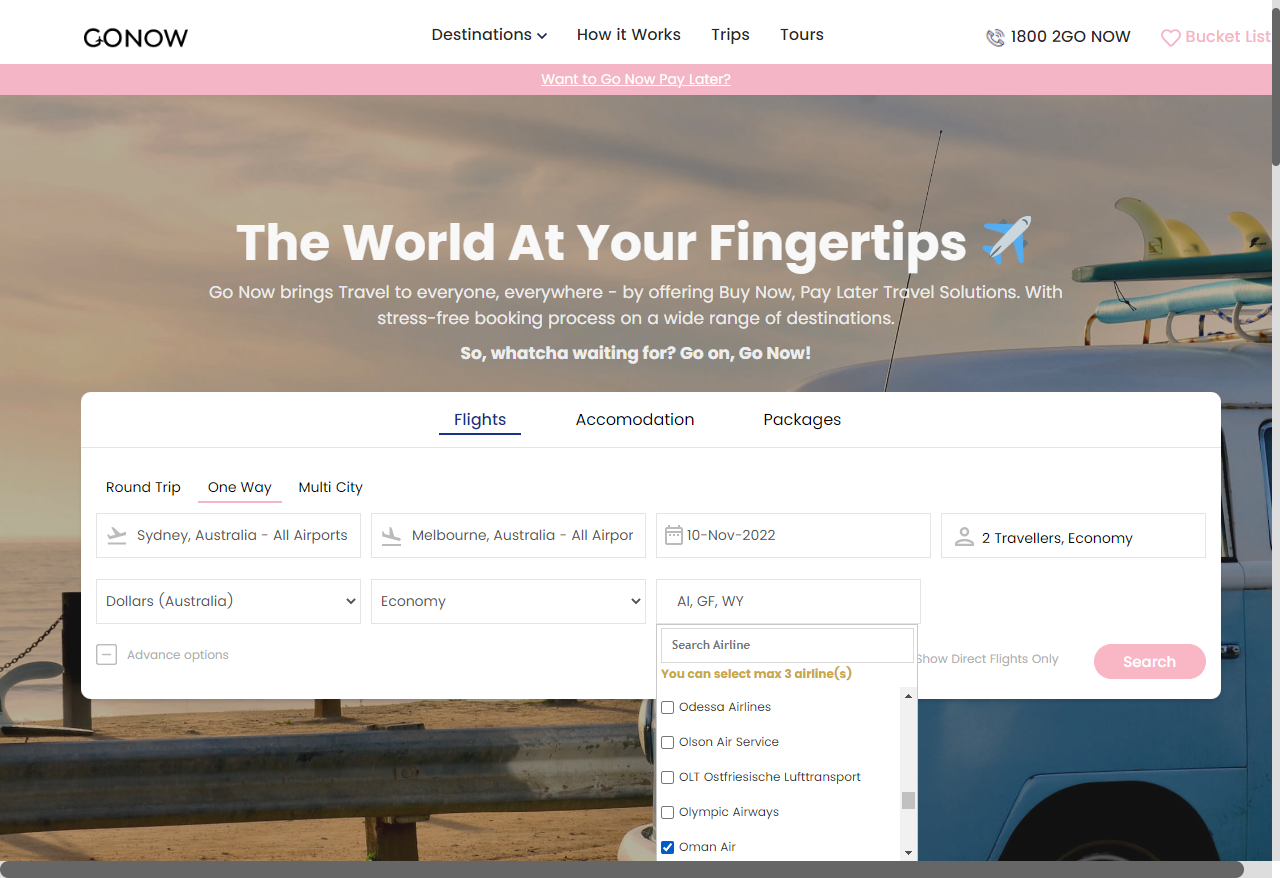 GONOW
Destinations
How it Works
Trips
Tours
1800 2GO NOW
Bucket List
Want to Go Now Pay Later?
The World At Your Fingertips
Go Now brings Travel to everyone, everywhere - by offering Buy Now, Pay Later Travel Solutions. With
stress-free booking process on a wide range of destinations.
So, whatcha waiting for? Go on, Go Now!
Flights
Accomodation
Packages
Round Trip
One Way
Multi City
Sydney, Australia - All Airports
Melbourne, Australia - All Airpor
10-Nov-2022
2 Travellers, Economy
Dollars (Australia)
Economy
AI, GF, WY
Advance options
Search Airline
You can select max 3 airline(s)
Odessa Airlines
Olson Air Service
OLT Ostfriesische Lufttransport
Olympic Airways
Oman Air
Show Direct Flights Only
Search